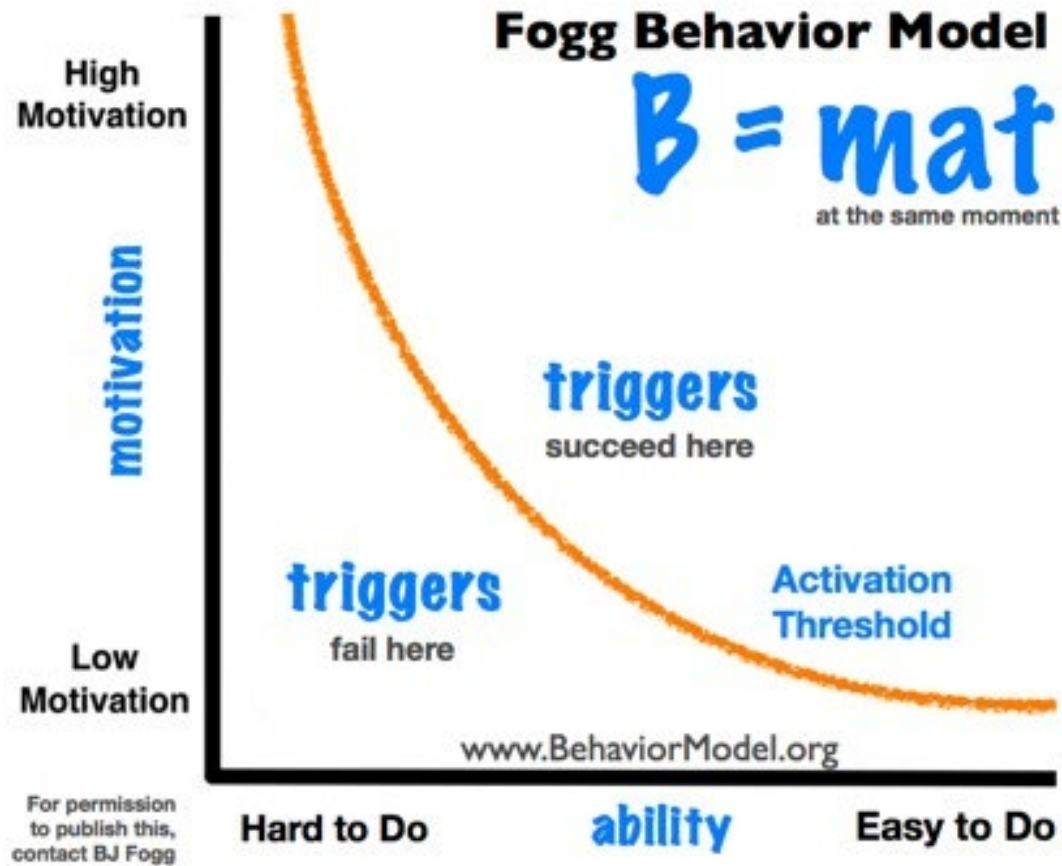 Fogg Behavior Model
B = mat
at the same moment
High
Motivation
motivation
triggers
succeed here
triggers
fail here
Activation
Threshold
Low
Motivation
www.BehaviorModel.org
For permission
to publish this,
contact BJ Fogg
Hard to Do
ability
Easy to Do